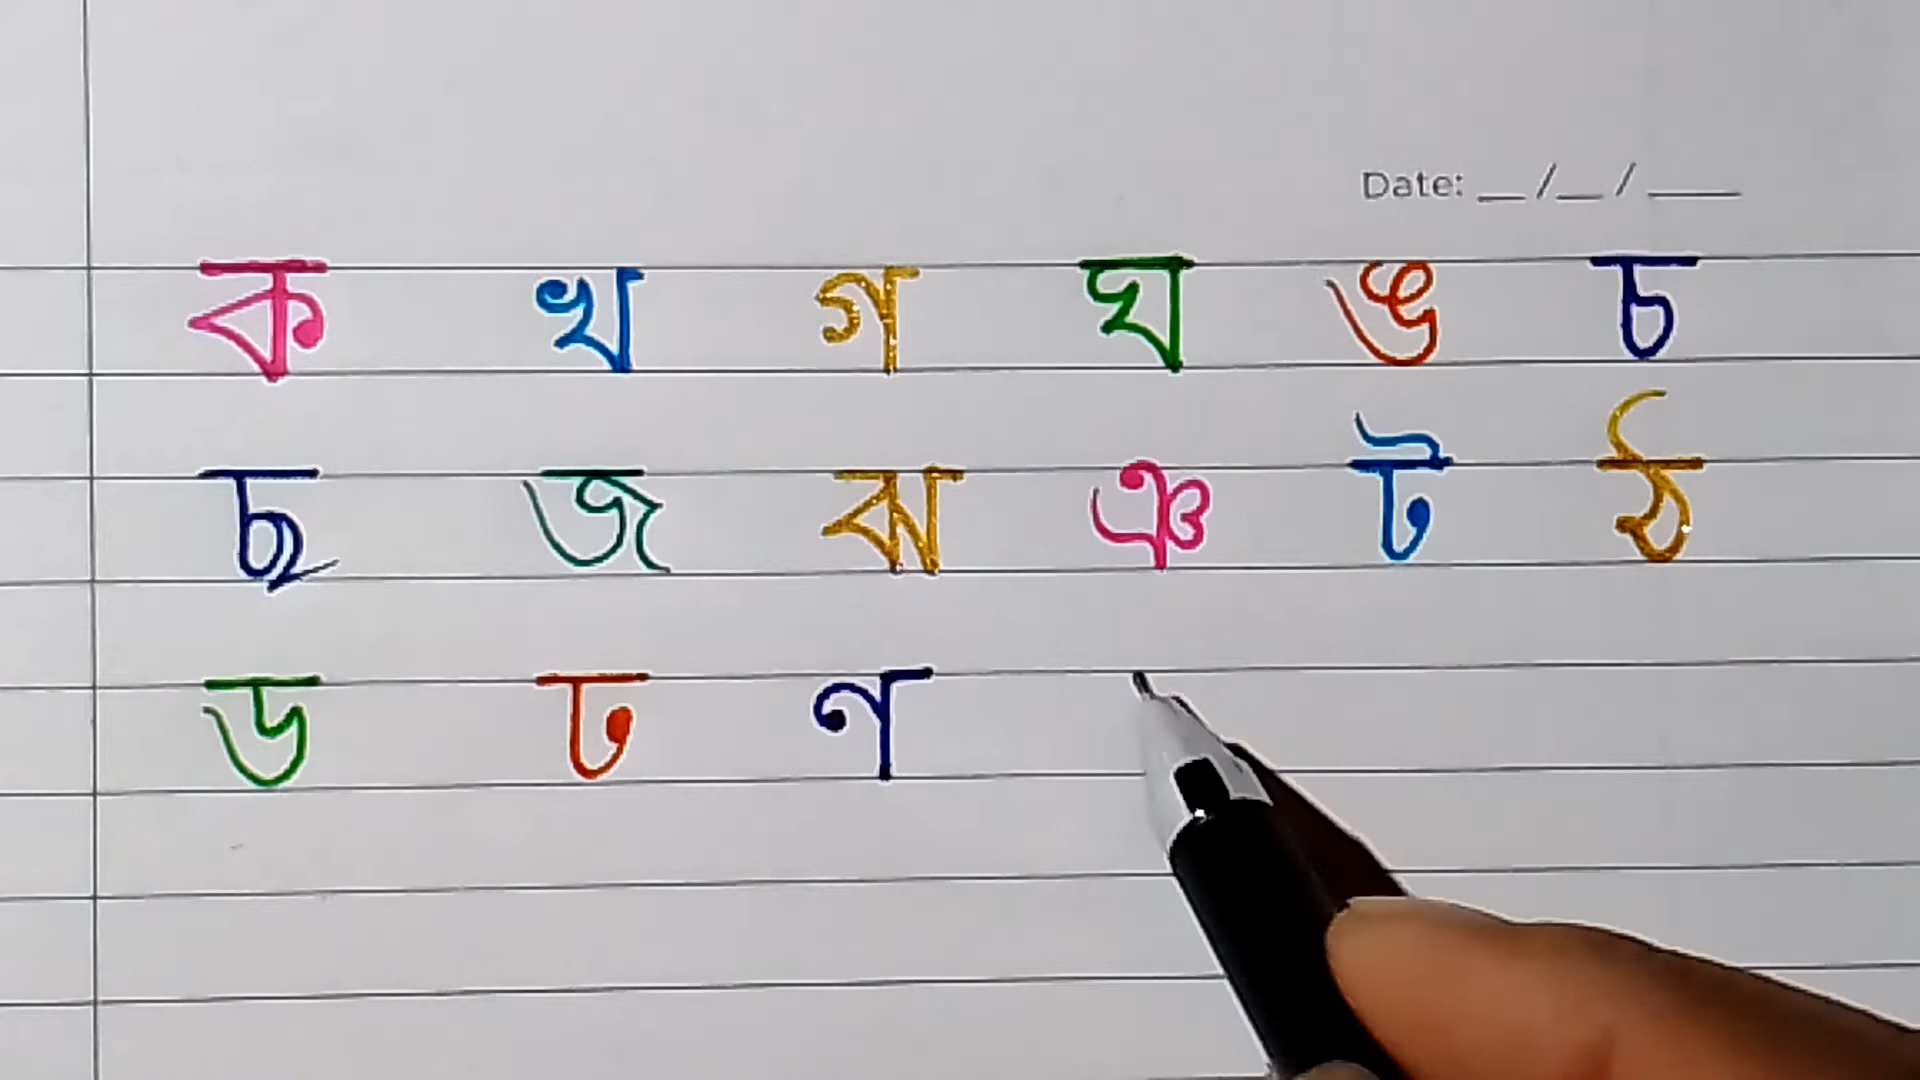 Date: __ /__ / ____
ক খ গ ঘ ঙ চ
ছ জ ঝ ঞ ট ঠ
ড ঢ ণ